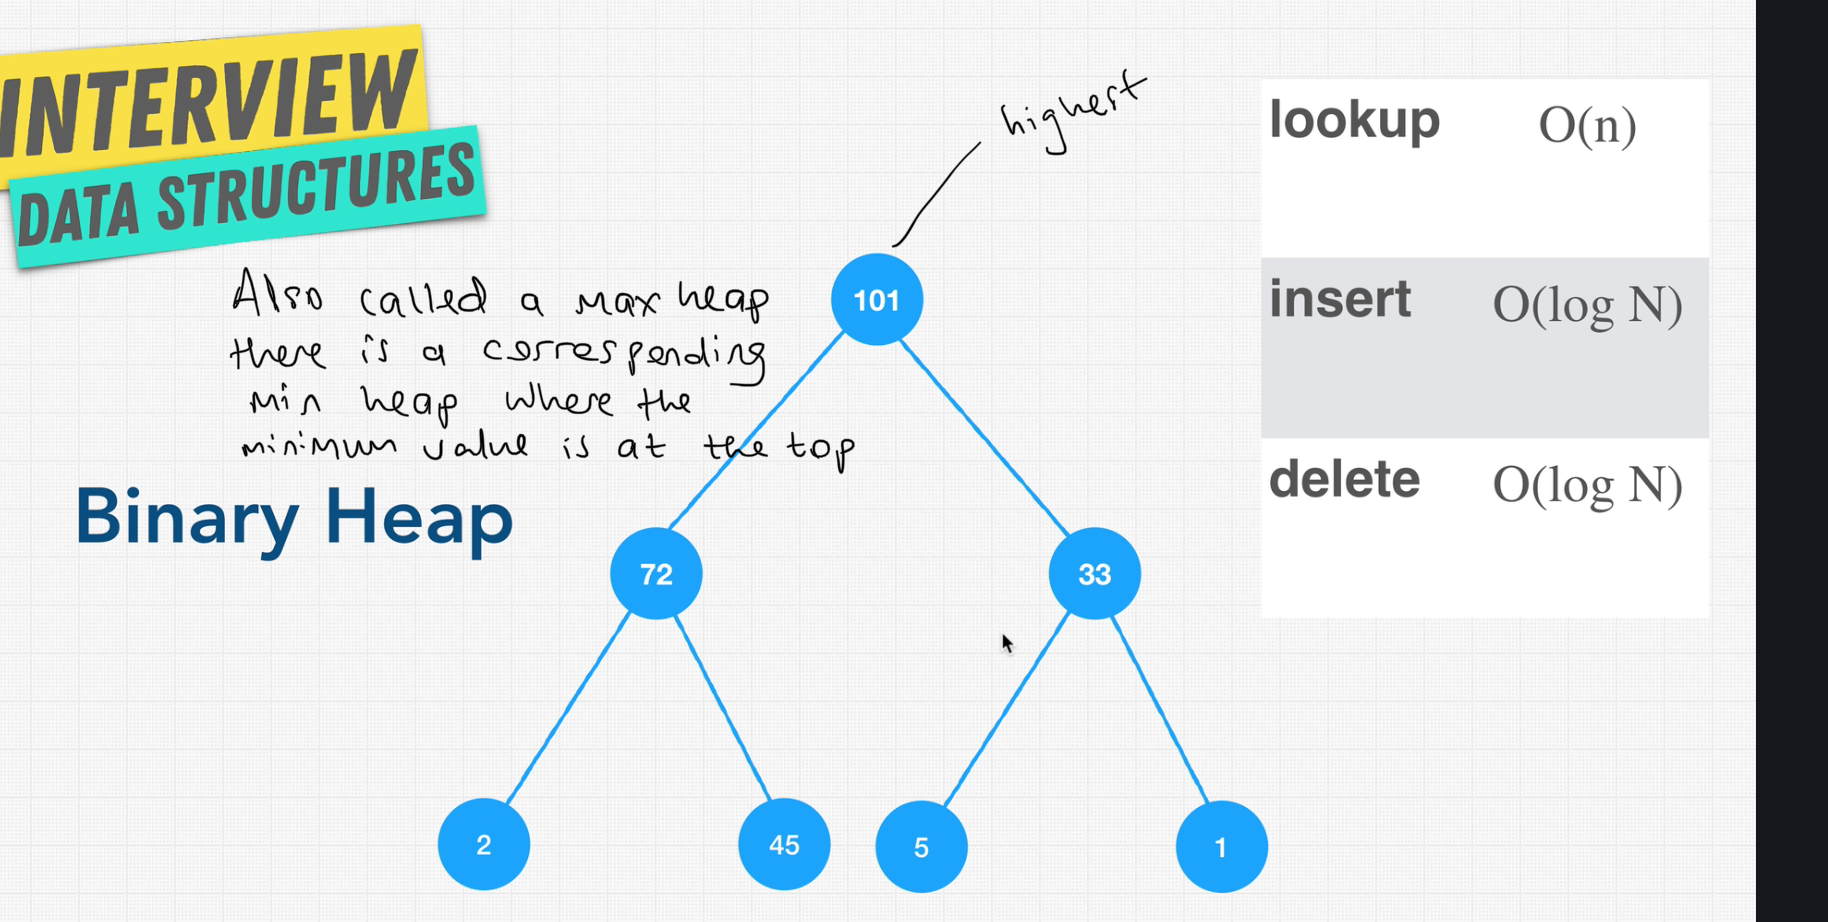 INTERVIEW
DATA STRUCTURES
highest
lookup O(n)
insert O(log N)
delete O(log N)
Also called a max heap
there is a corresponding
min heap where the
minimum value is at the top
Binary Heap
101
72 33
2 45 5 1